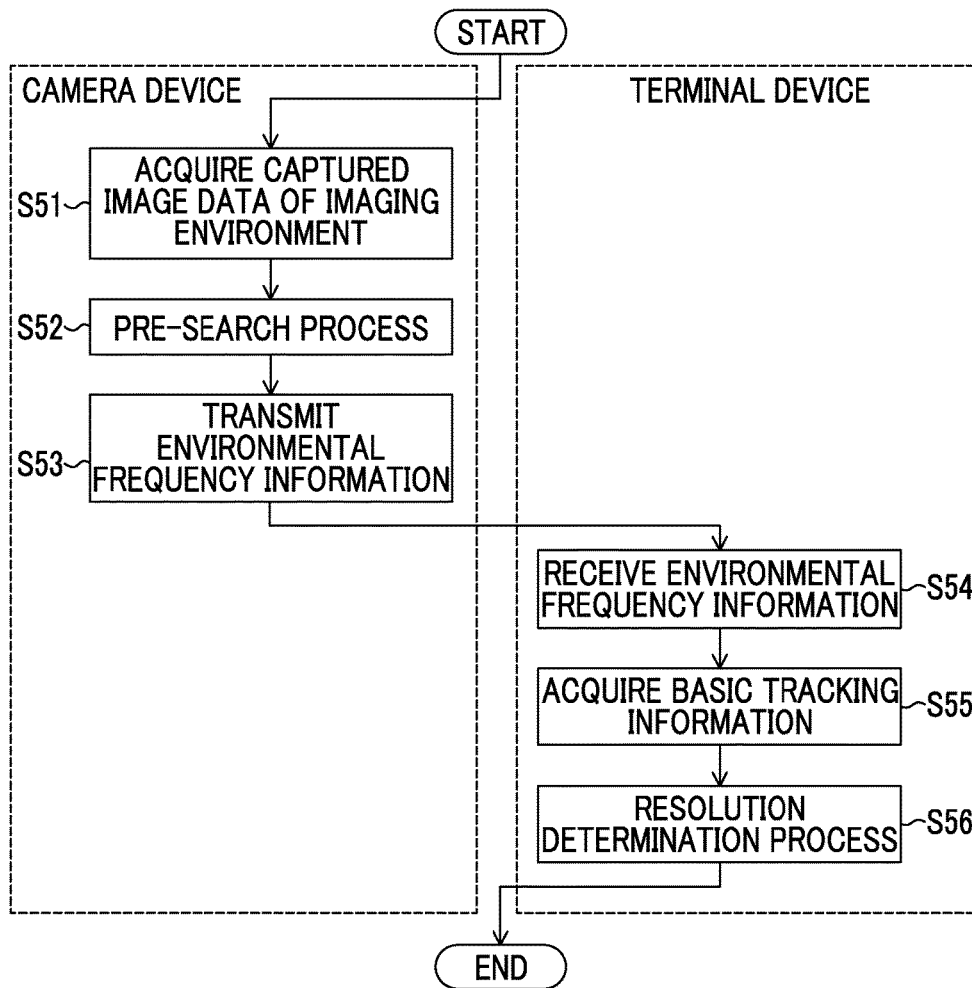 START
CAMERA DEVICE
TERMINAL DEVICE
S51
ACQUIRE CAPTURED
IMAGE DATA OF IMAGING
ENVIRONMENT
S52
PRE-SEARCH PROCESS
S53
TRANSMIT
ENVIRONMENTAL
FREQUENCY INFORMATION
RECEIVE ENVIRONMENTAL
FREQUENCY INFORMATION
S54
ACQUIRE BASIC TRACKING
INFORMATION
S55
RESOLUTION
DETERMINATION PROCESS
S56
END